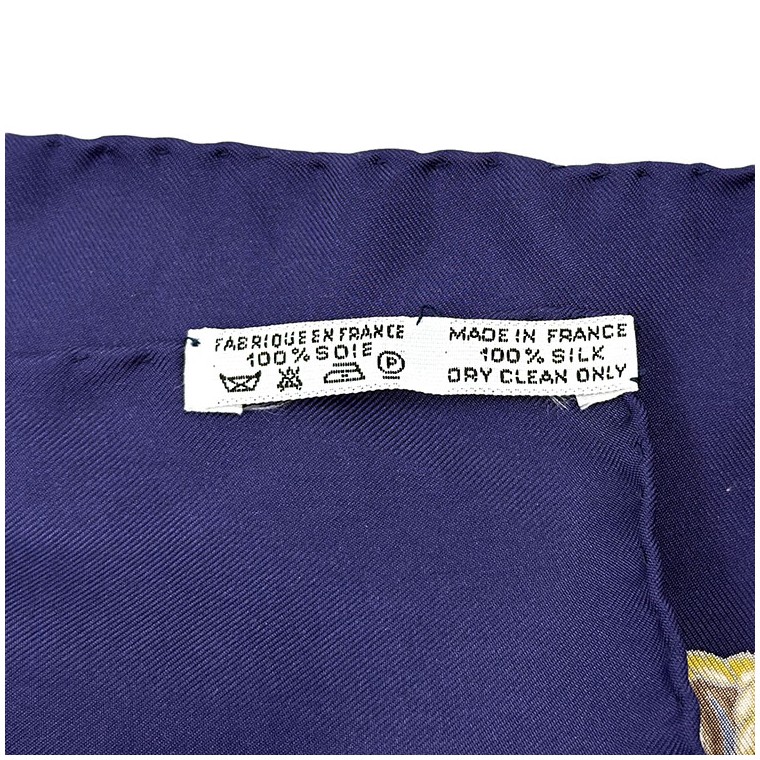 FABRIQUE EN FRANCE
100% SOIE
P
MADE IN FRANCE
100% SILK
DRY CLEAN ONLY